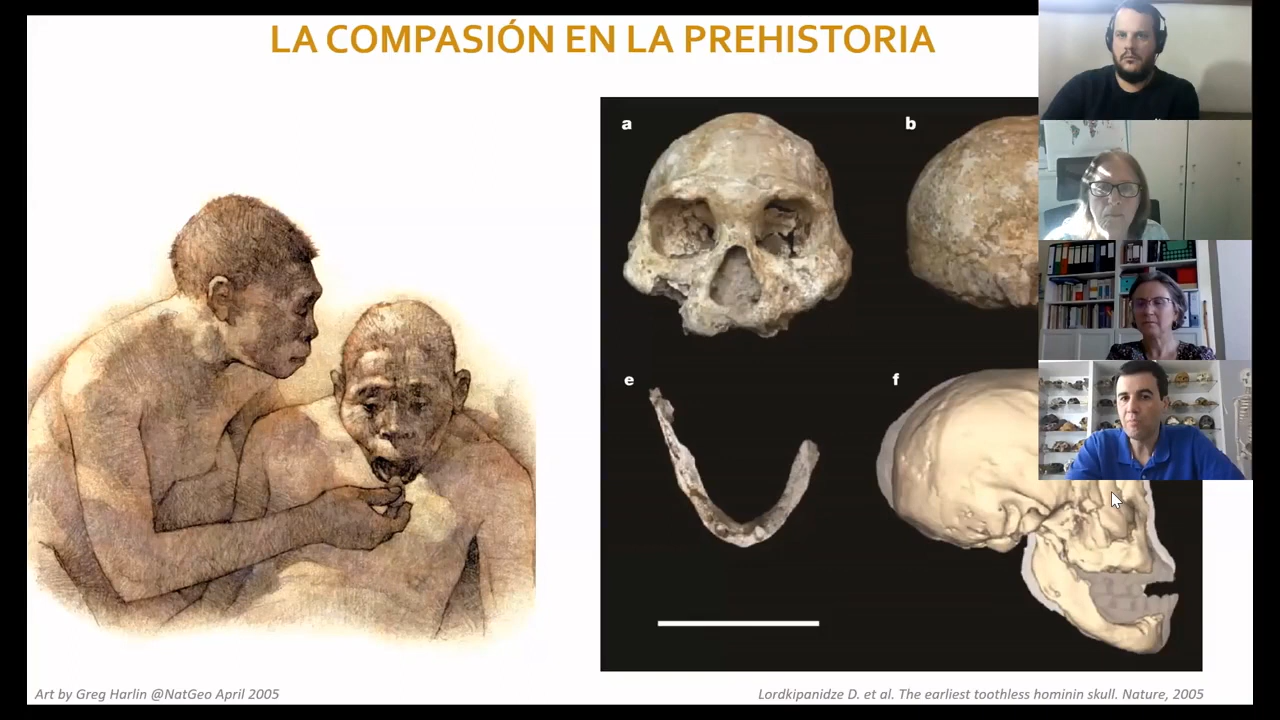 LA COMPASIÓN EN LA PREHISTORIA
a
b
e
f
Art by Greg Harlin @NatGeo April 2005
Lordkipanidze D. et al. The earliest toothless hominin skull. Nature, 2005